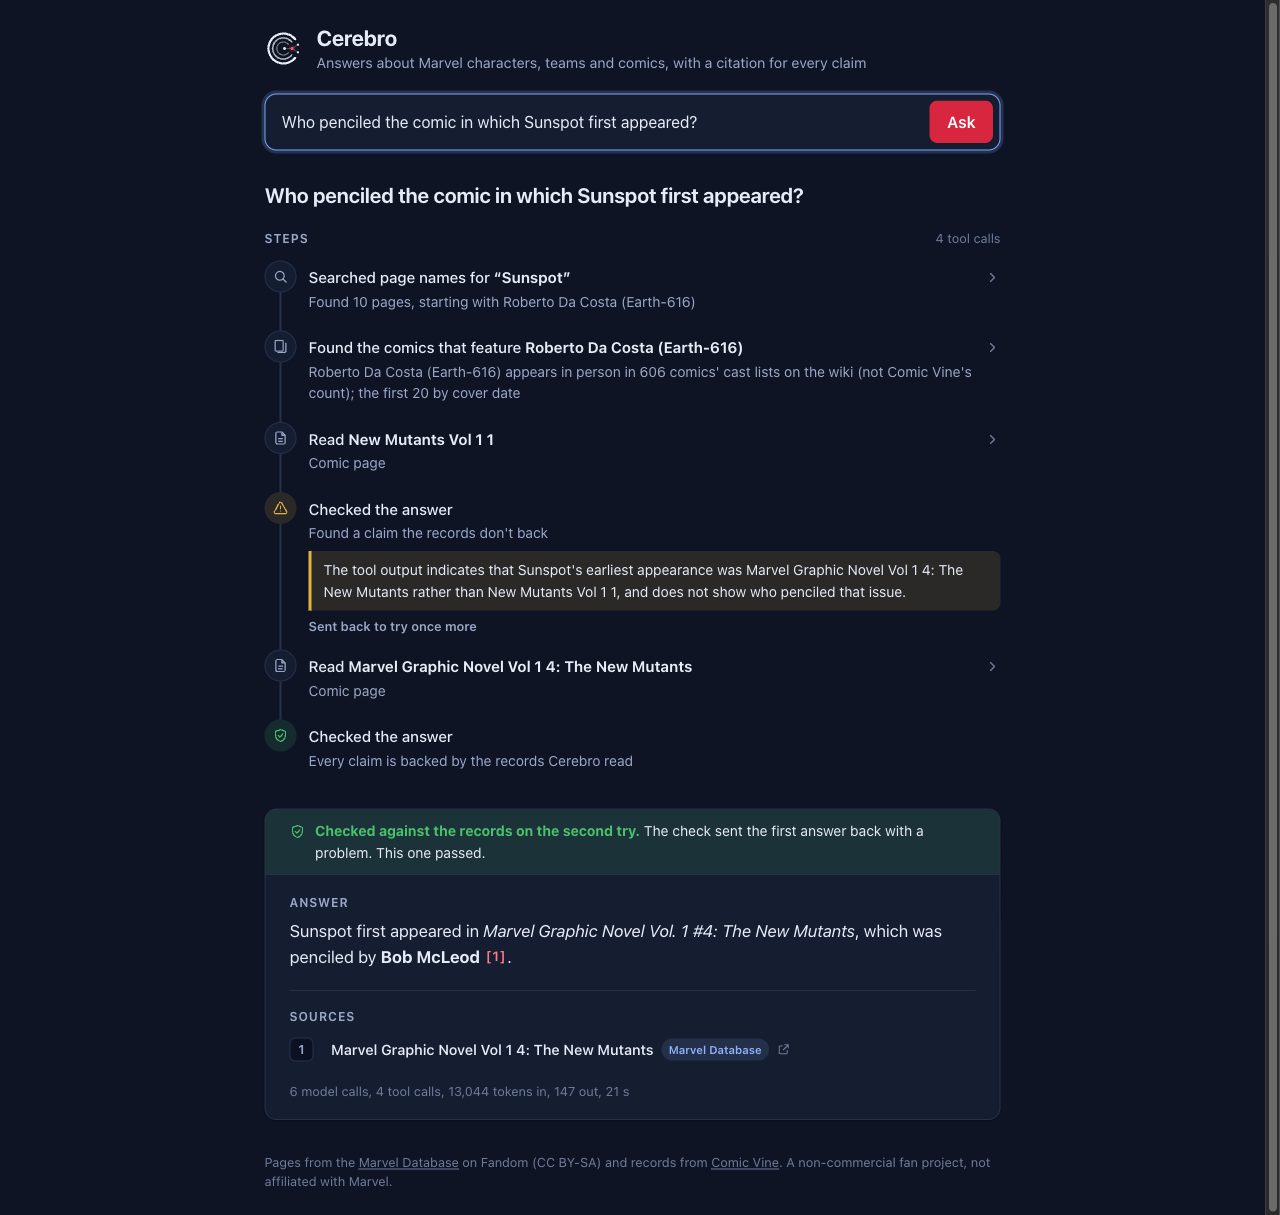 Cerebro
Answers about Marvel characters, teams and comics, with a citation for every claim
Who penciled the comic in which Sunspot first appeared?
Ask
Who penciled the comic in which Sunspot first appeared?
STEPS
4 tool calls
Searched page names for “Sunspot”
Found 10 pages, starting with Roberto Da Costa (Earth-616)
Found the comics that feature Roberto Da Costa (Earth-616)
Roberto Da Costa (Earth-616) appears in person in 606 comics' cast lists on the wiki (not Comic Vine's
count); the first 20 by cover date
Read New Mutants Vol 1 1
Comic page
Checked the answer
Found a claim the records don't back
The tool output indicates that Sunspot's earliest appearance was Marvel Graphic Novel Vol 1 4: The
New Mutants rather than New Mutants Vol 1 1, and does not show who penciled that issue.
Sent back to try once more
Read Marvel Graphic Novel Vol 1 4: The New Mutants
Comic page
Checked the answer
Every claim is backed by the records Cerebro read
Checked against the records on the second try. The check sent the first answer back with a
problem. This one passed.
ANSWER
Sunspot first appeared in Marvel Graphic Novel Vol. 1 #4: The New Mutants, which was
penciled by Bob McLeod [1].
SOURCES
1 Marvel Graphic Novel Vol 1 4: The New Mutants Marvel Database
6 model calls, 4 tool calls, 13,044 tokens in, 147 out, 21 s
Pages from the Marvel Database on Fandom (CC BY-SA) and records from Comic Vine. A non-commercial fan project, not
affiliated with Marvel.